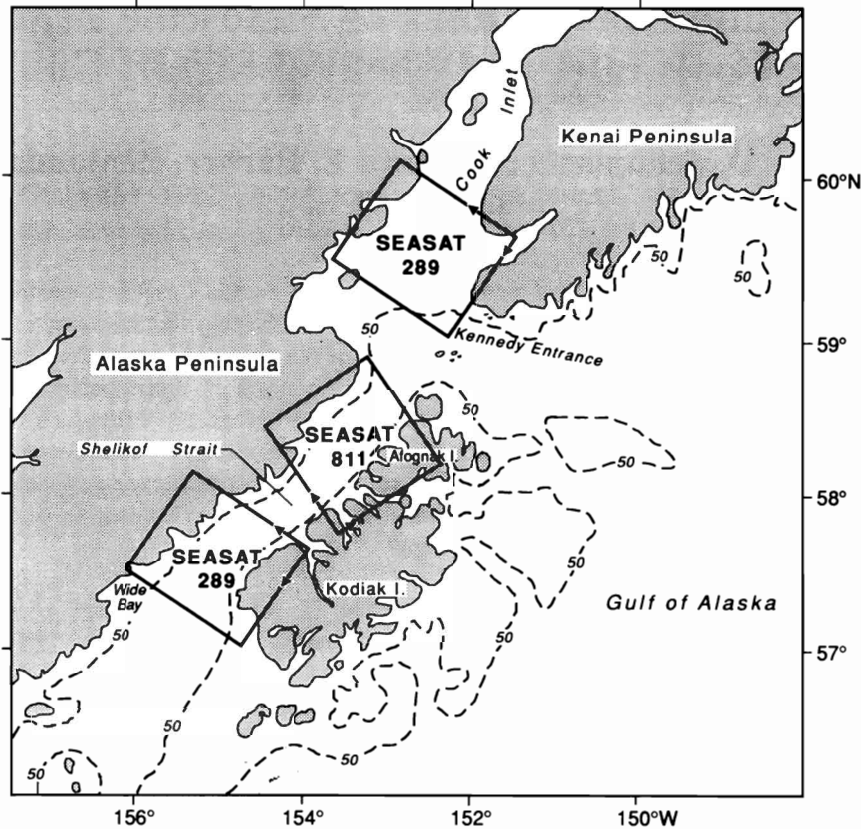 Cook Inlet
Kenai Peninsula
60°N
SEASAT
289
50
50
50
59°
Kennedy Entrance
Alaska Peninsula
50
Shelikof Strait
SEASAT
811
Afognak I.
50
58°
SEASAT
289
50
Wide
Bay
Kodiak I.
Gulf of Alaska
50
50
57°
50
50
50
156°
154°
152°
150°W